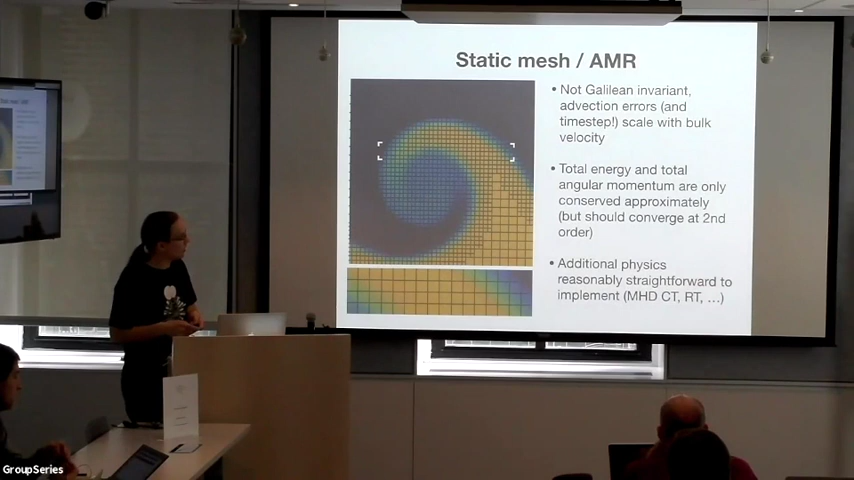 Static mesh / AMR
• Not Galilean invariant,
advection errors (and
timestep!) scale with bulk
velocity
• Total energy and total
angular momentum are only
conserved approximately
(but should converge at 2nd
order)
• Additional physics
reasonably straightforward to
implement (MHD CT, RT, ...)
GroupSeries